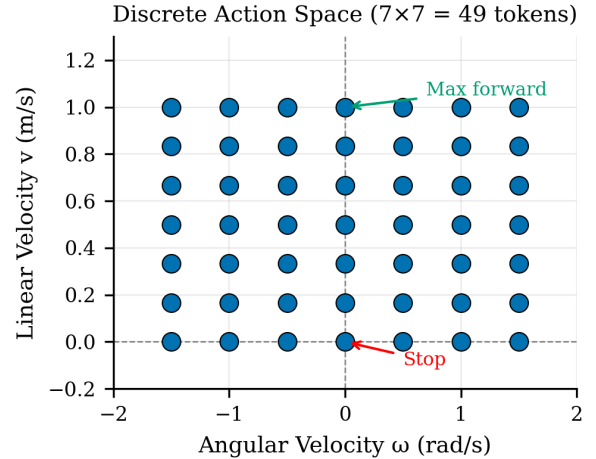 Discrete Action Space (7×7 = 49 tokens)
Linear Velocity v (m/s)
1.2
1.0
0.8
0.6
0.4
0.2
0.0
−0.2
Max forward
Stop
−2
−1
0
1
2
Angular Velocity ω (rad/s)